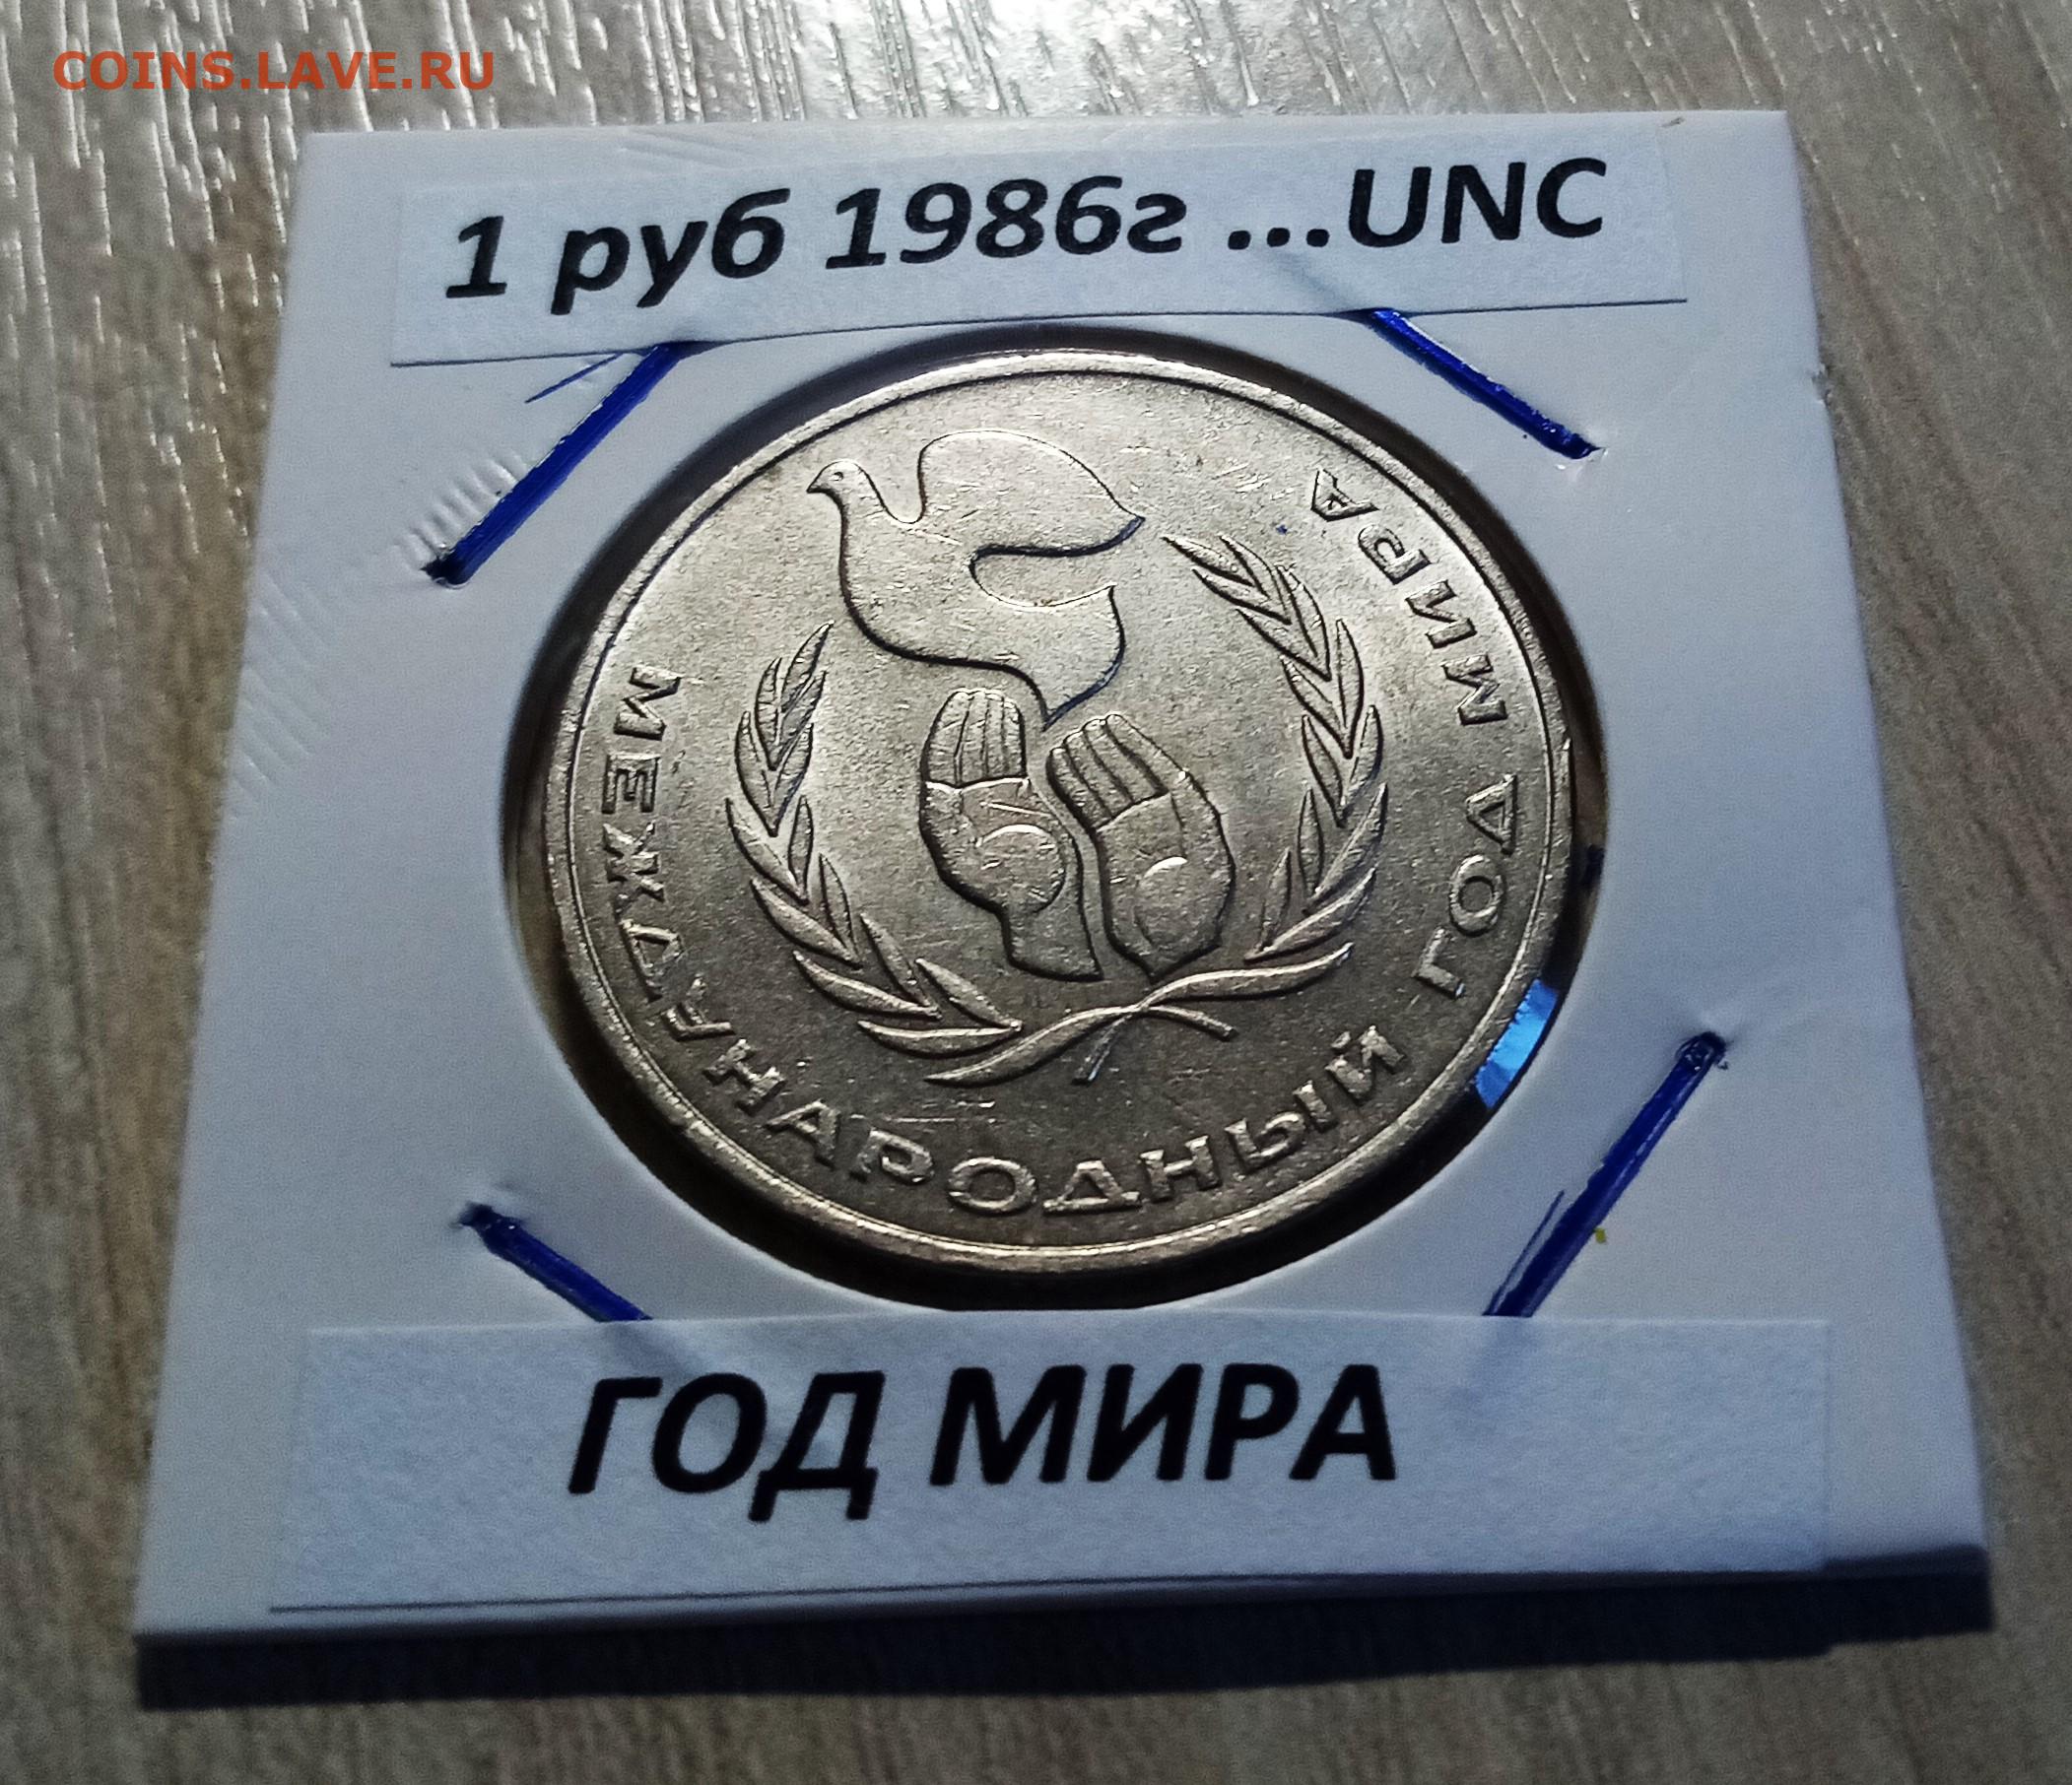 COINS.LAVE.RU
1 руб 1986г ...UNC
МЕЖДУНАРОДНЫЙ ГОД МИРА
ГОД МИРА